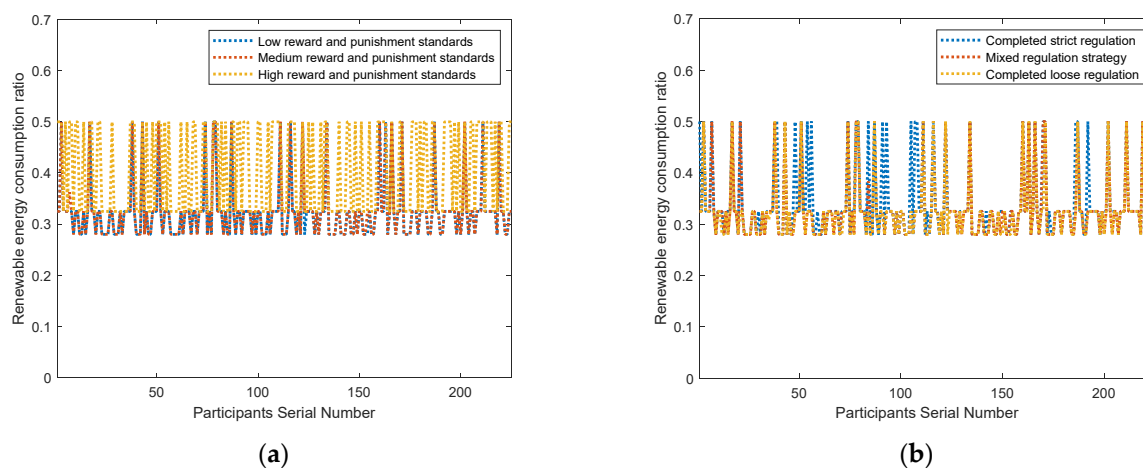 0.7
0.6
0.5
0.4
0.3
0.2
0.1
0
Renewable energy consumption ratio
Low reward and punishment standards
Medium reward and punishment standards
High reward and punishment standards
50 100 150 200
Participants Serial Number
(a)
0.7
0.6
0.5
0.4
0.3
0.2
0.1
0
Renewable energy consumption ratio
Completed strict regulation
Mixed regulation strategy
Completed loose regulation
50 100 150 200
Participants Serial Number
(b)